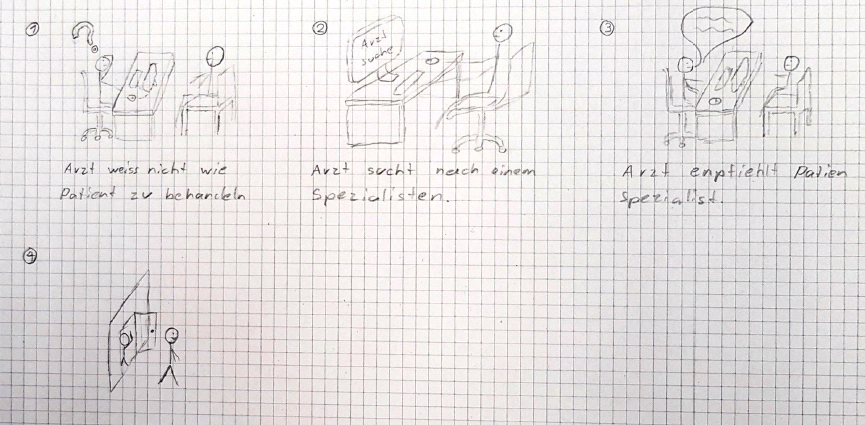 ①
?
Arzt weiss nicht wie
Patient zu behandeln
②
Arzt
suche
Arzt sucht nach einem
Spezialisten.
③
Arzt enpfiehlt Patien
spezialist.
④